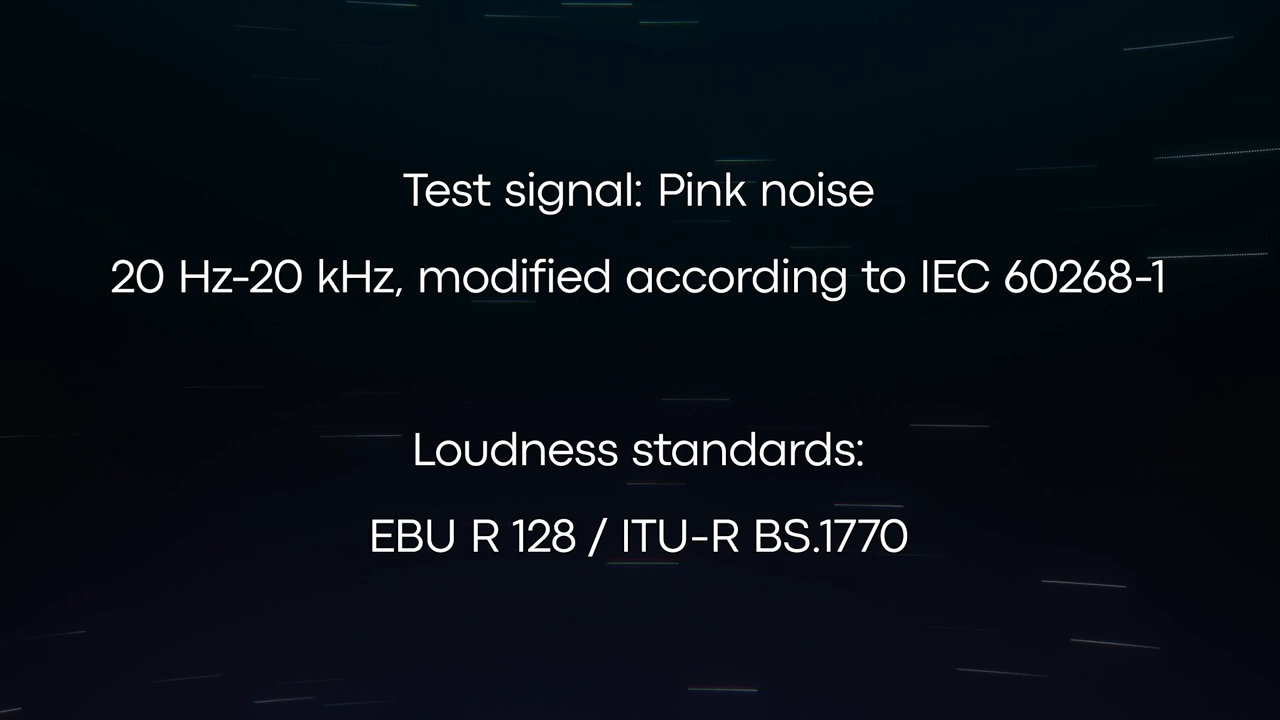 Test signal: Pink noise
20 Hz-20 kHz, modified according to IEC 60268-1
Loudness standards:
EBU R 128 / ITU-R BS.1770